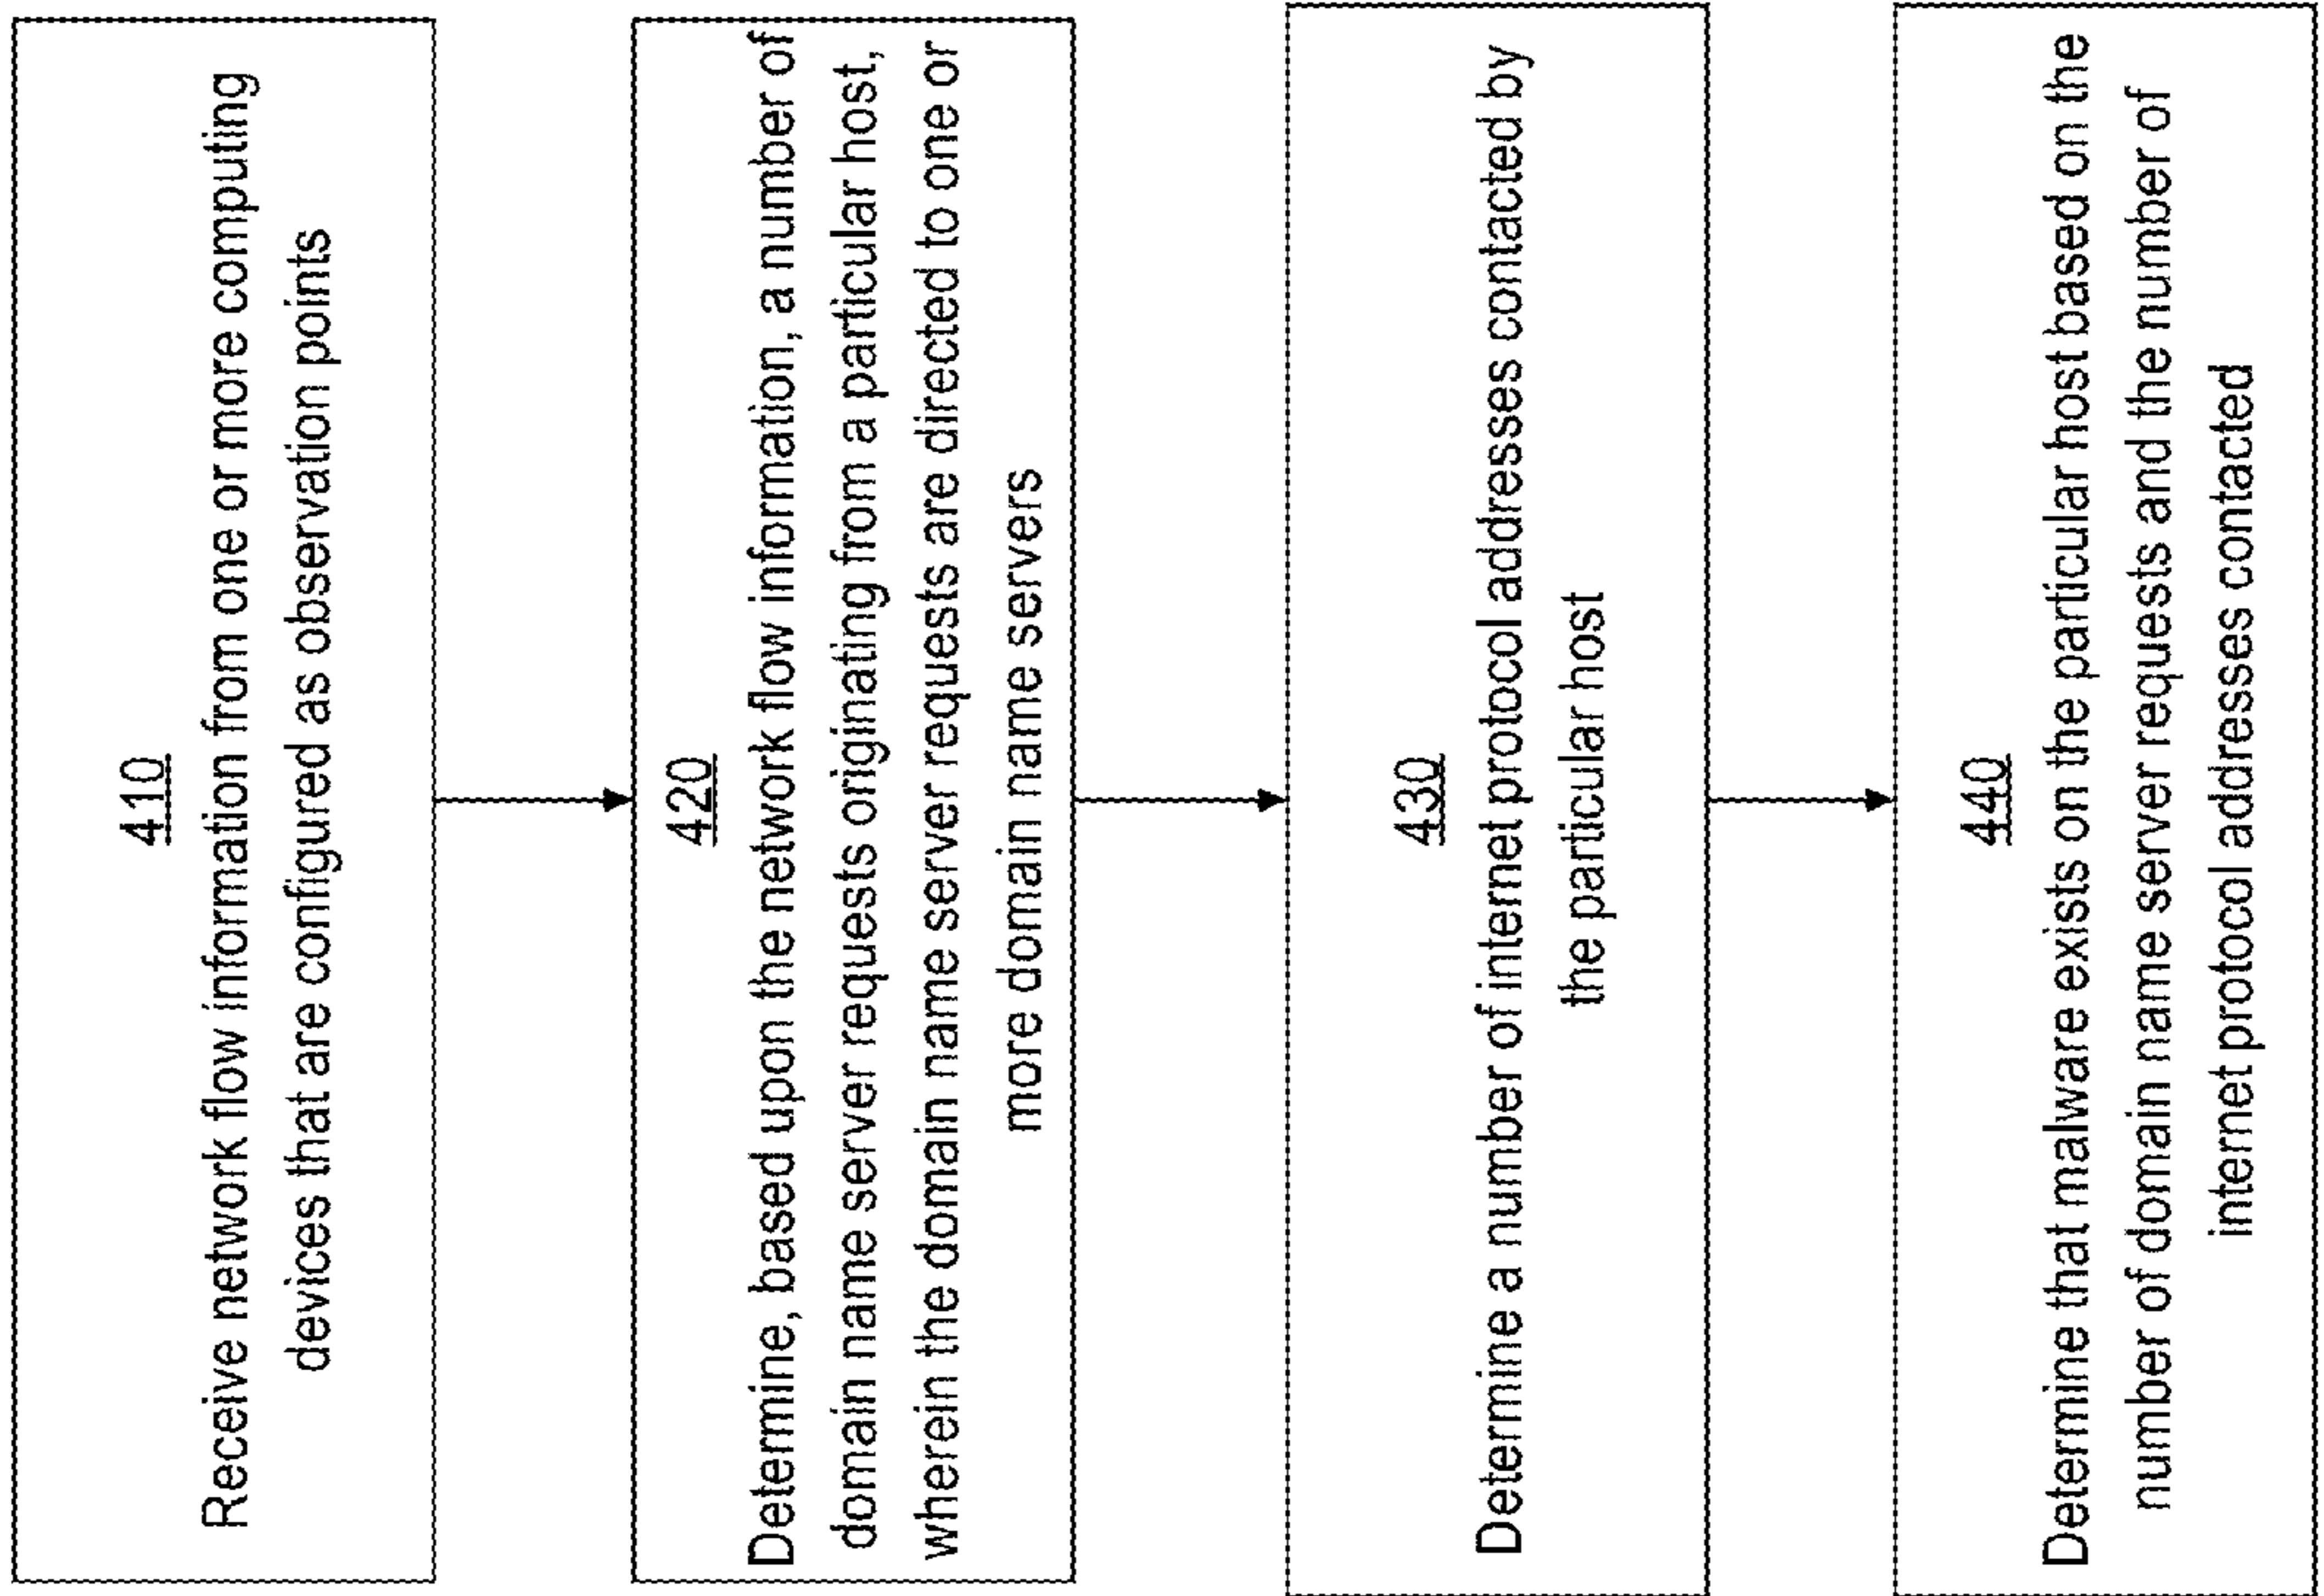 410
Receive network flow information from one or more computing
devices that are configured as observation points
420
Determine, based upon the network flow information, a number of
domain name server requests originating from a particular host,
wherein the domain name server requests are directed to one or
more domain name servers
430
Determine a number of internet protocol addresses contacted by
the particular host
440
Determine that malware exists on the particular host based on the
number of domain name server requests and the number of
internet protocol addresses contacted